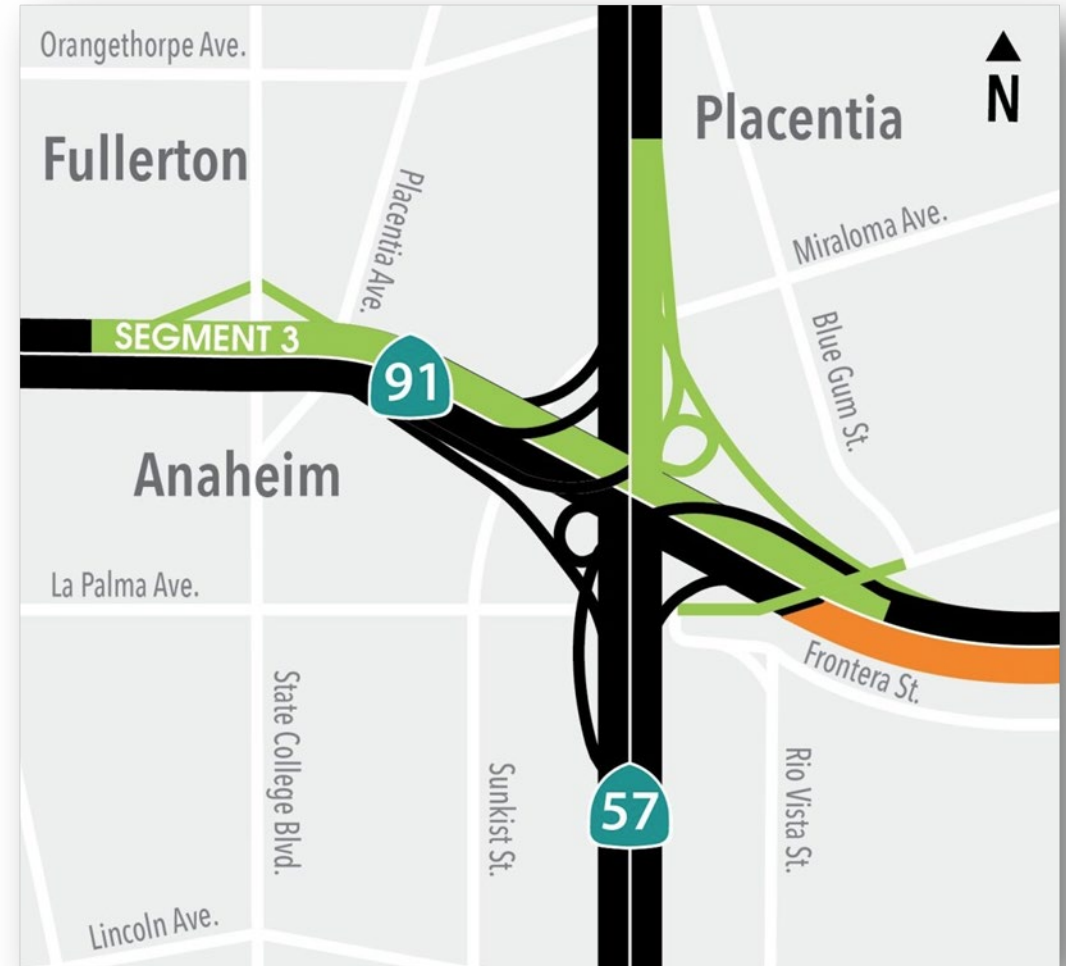 Orangethorpe Ave.
N
Placentia
Fullerton
Placentia Ave.
Miraloma Ave.
SEGMENT 3
Blue Gum St.
91
Anaheim
La Palma Ave.
Frontera St.
State College Blvd.
Sunkist St.
Rio Vista St.
57
Lincoln Ave.